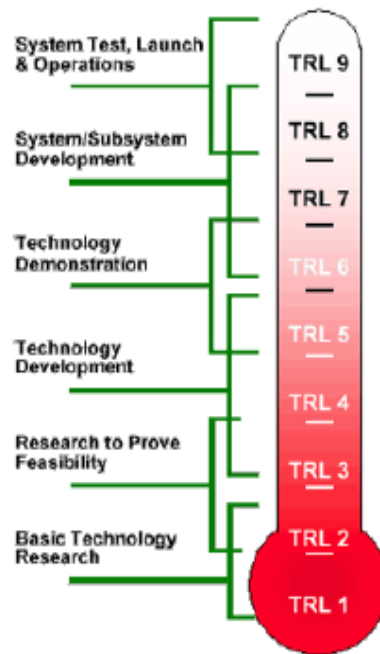 System Test, Launch
& Operations
System/Subsystem
Development
Technology
Demonstration
Technology
Development
Research to Prove
Feasibility
Basic Technology
Research
TRL 9
TRL 8
TRL 7
TRL 6
TRL 5
TRL 4
TRL 3
TRL 2
TRL 1